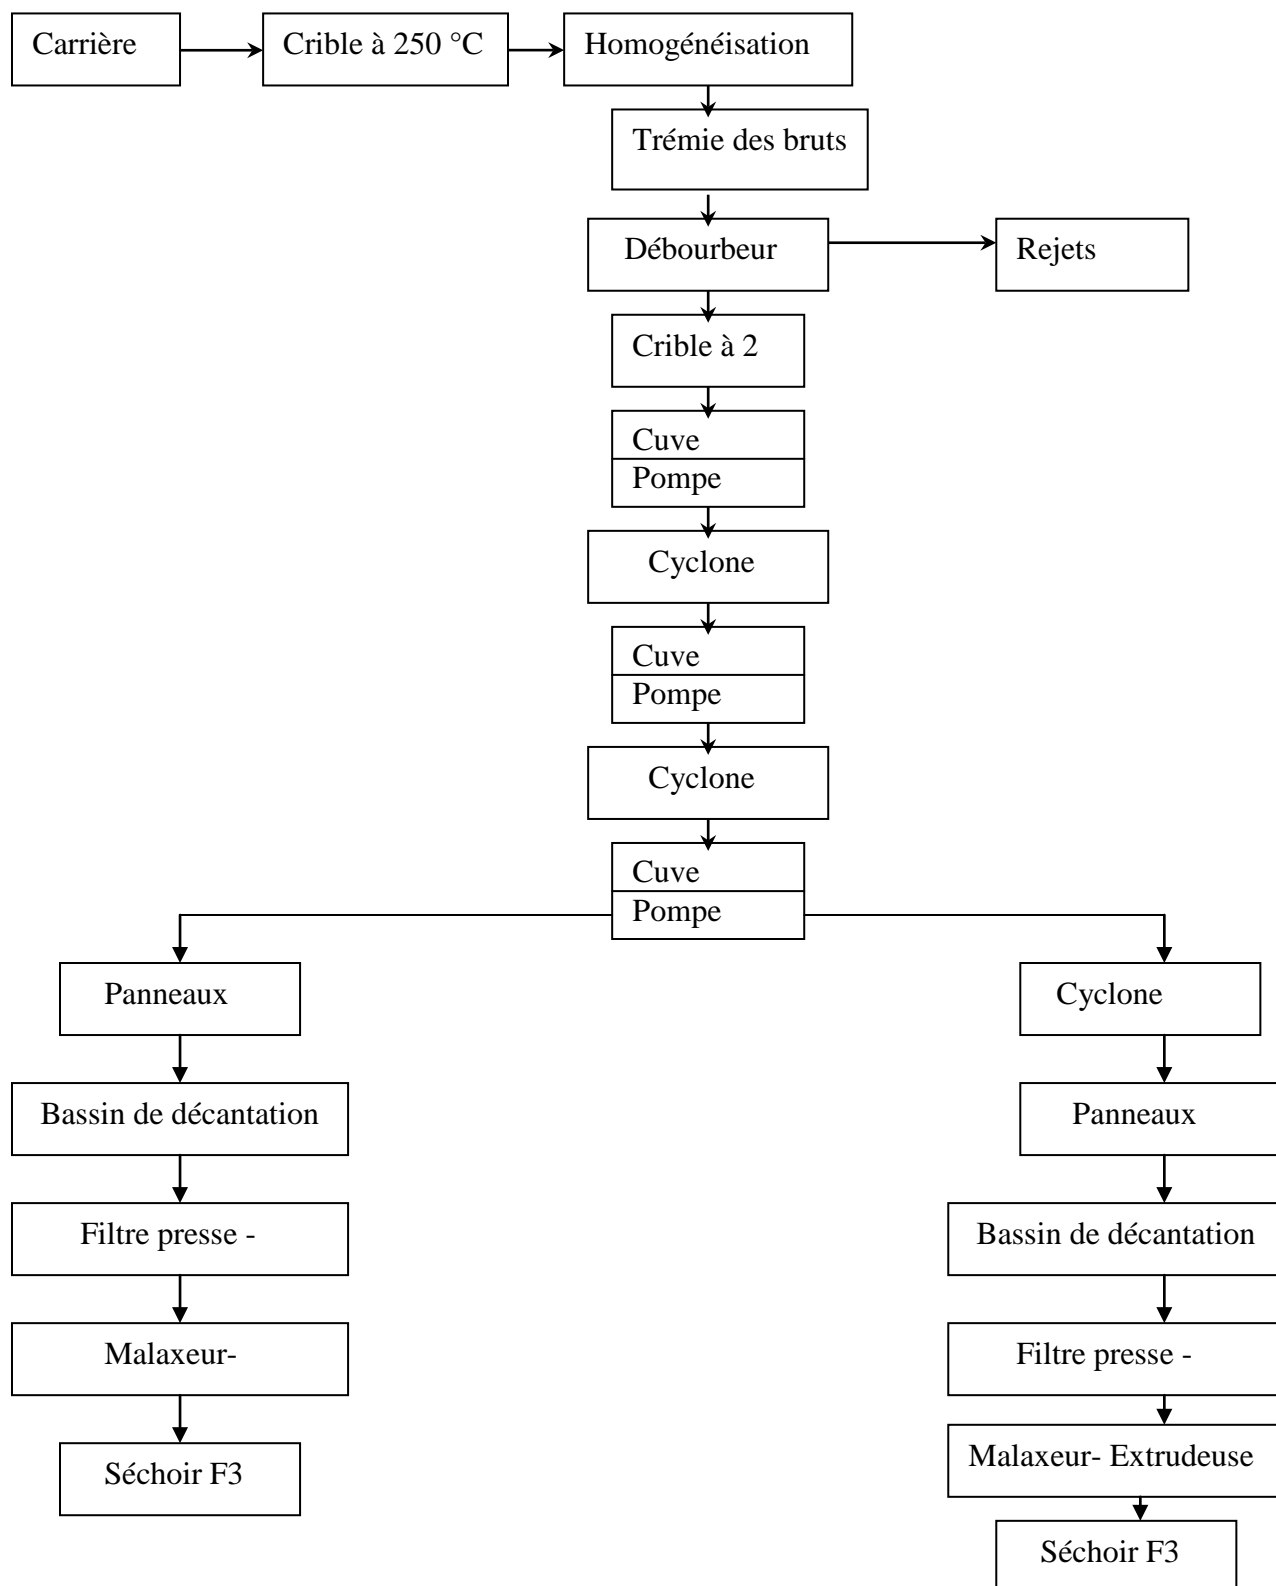 Carrière
Crible à 250 °C
Homogénéisation
Trémie des bruts
Débourbeur
Rejets
Crible à 2
Cuve
Pompe
Cyclone
Cuve
Pompe
Cyclone
Cuve
Pompe
Panneaux
Bassin de décantation
Filtre presse -
Malaxeur-
Séchoir F3
Cyclone
Panneaux
Bassin de décantation
Filtre presse -
Malaxeur- Extrudeuse
Séchoir F3